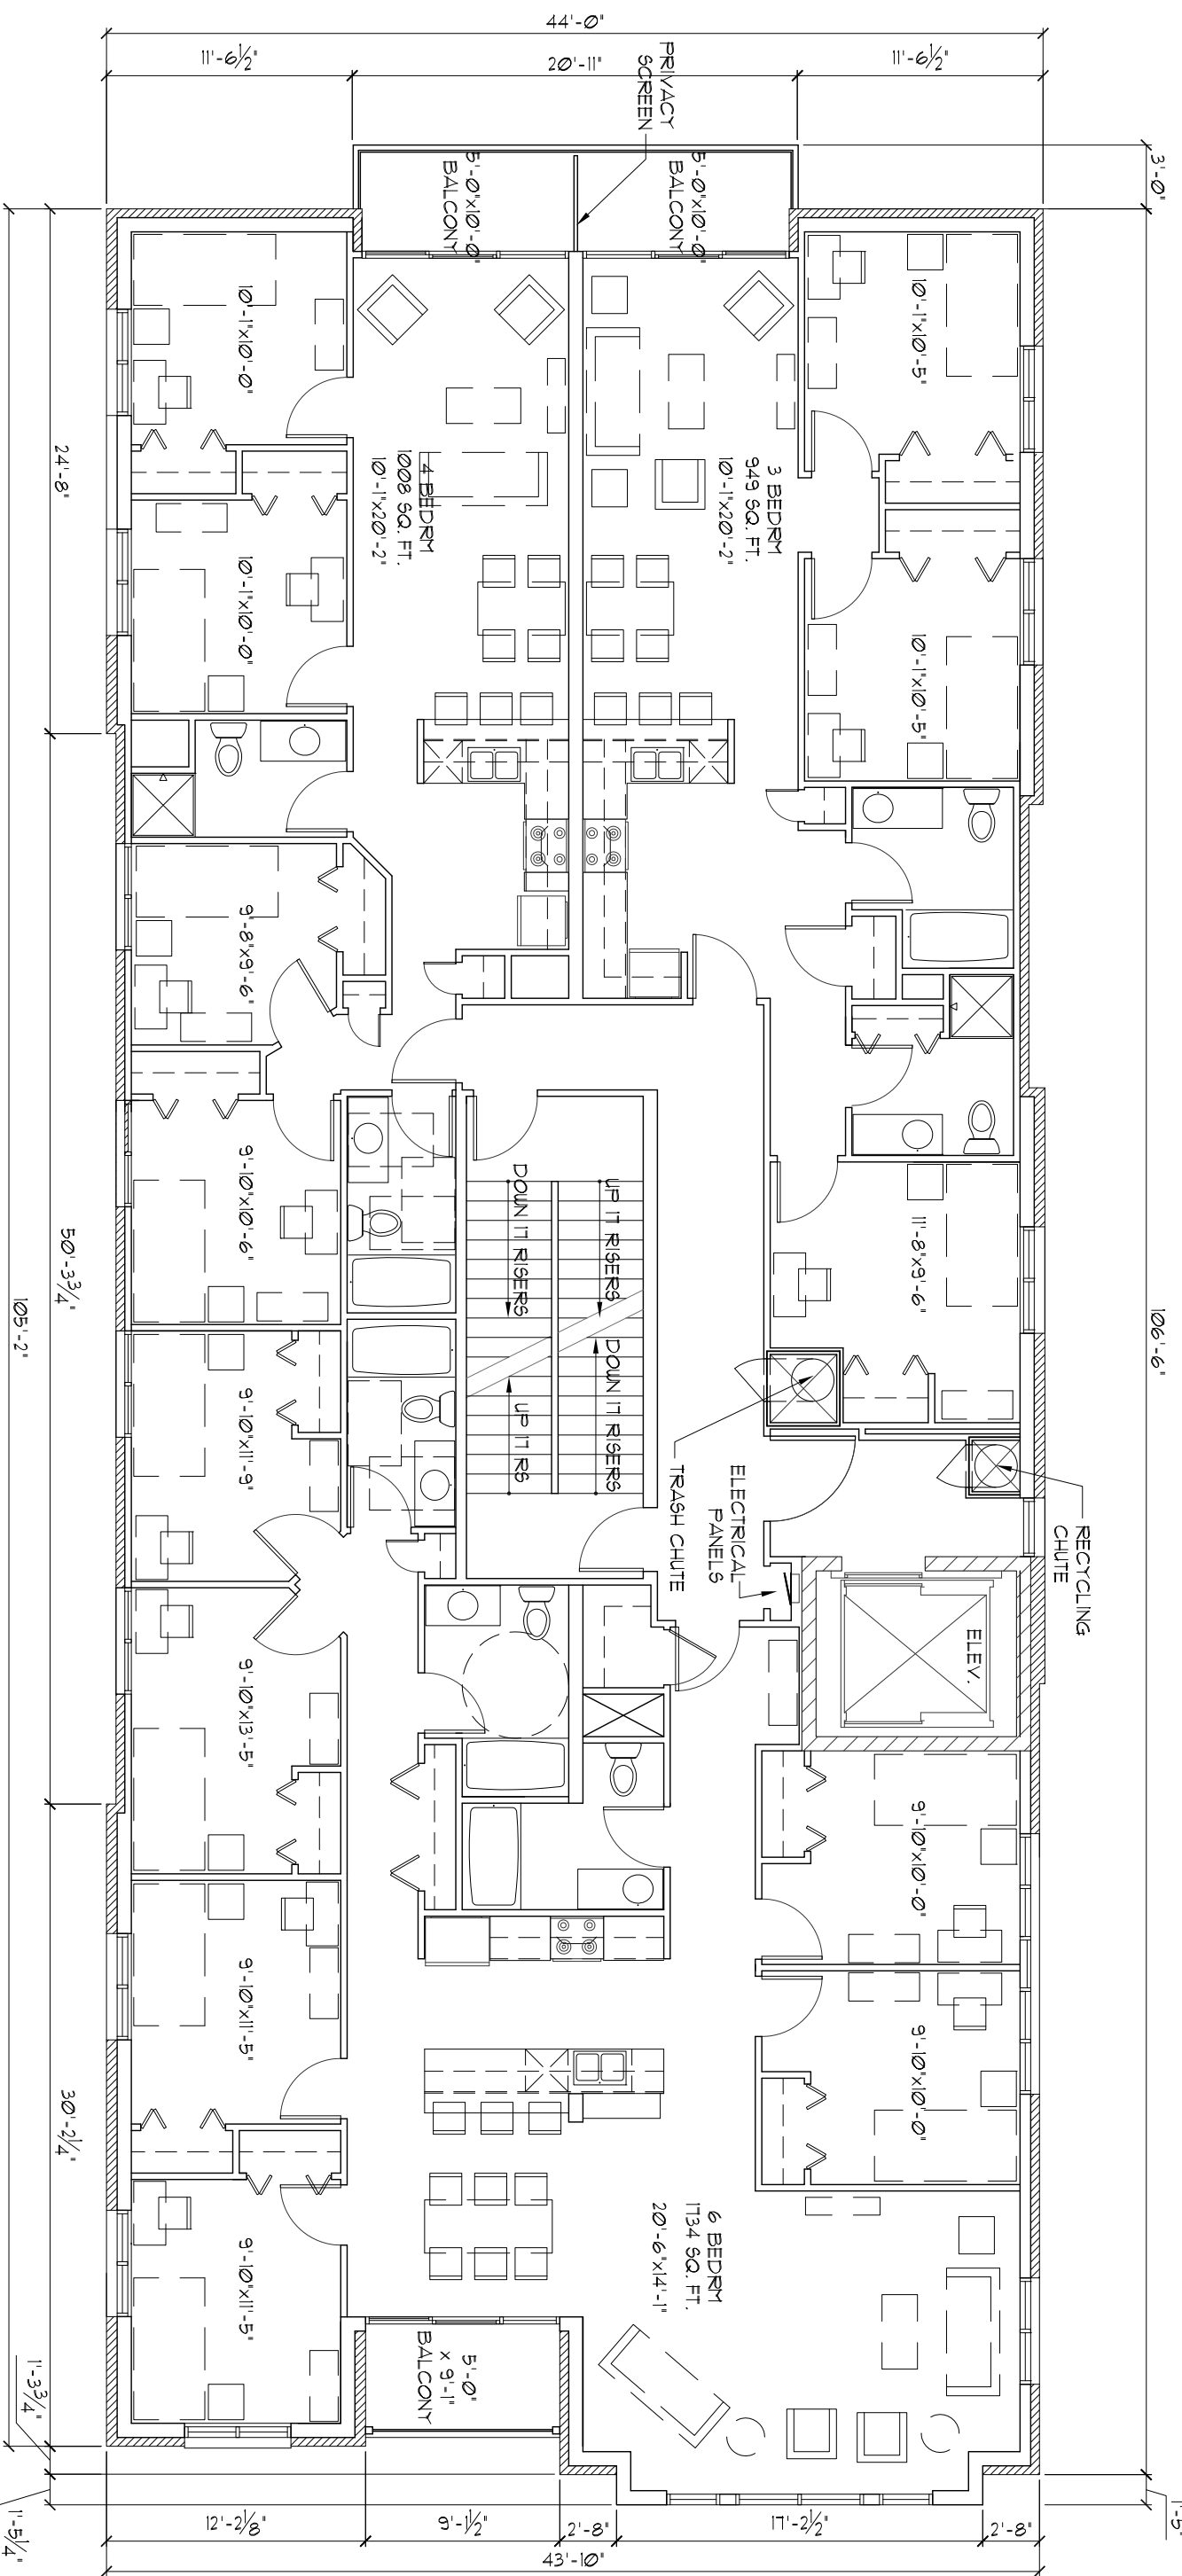 44'-0"
11'-6½"
20'-11"
11'-6½"
3'-0"
106'-6"
PRIVACY
SCREEN
5'-0"x10'-0"
BALCONY
5'-0"x10'-0"
BALCONY
10'-1"x10'-0"
10'-1"x10'-5"
3 BEDRM
949 SQ. FT.
10'-1"x20'-2"
4 BEDRM
1008 SQ. FT.
10'-1"x20'-2"
10'-1"x10'-0"
10'-1"x10'-5"
24'-8"
9'-8"x9'-6"
9'-10"x10'-6"
11'-8"x9'-6"
UP 17 RISERS
DOWN 17 RISERS
DOWN 17 RISERS
UP 17 RS
50'-3¾"
105'-2"
9'-10"x11'-9"
TRASH CHUTE
ELECTRICAL
PANELS
RECYCLING
CHUTE
ELEV.
9'-10"x13'-5"
9'-10"x10'-0"
9'-10"x11'-5"
9'-10"x10'-0"
30'-2¼"
6 BEDRM
1734 SQ. FT.
20'-6"x14'-1"
9'-10"x11'-5"
5'-0"
x 9'-1"
BALCONY
1'-3¾"
1'-5¼"
1'-5"
12'-2⅛"
9'-1½"
2'-8"
17'-2½"
2'-8"
43'-10"